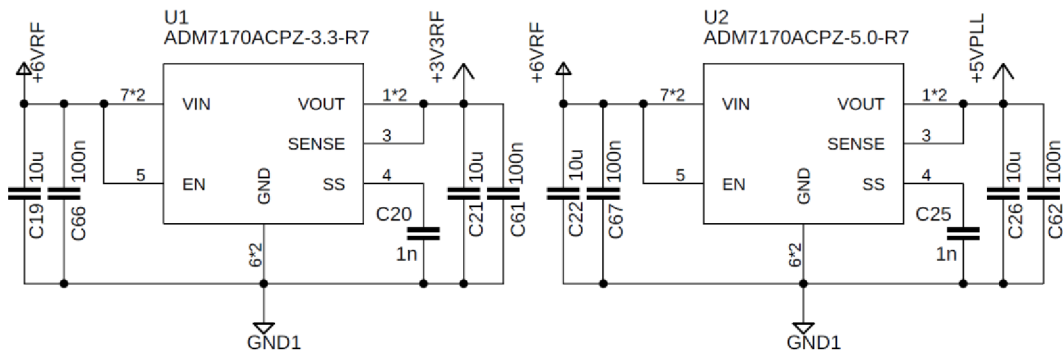 U1
ADM7170ACPZ-3.3-R7
+6VRF
+3V3RF
7*2
VIN
VOUT
1*2
SENSE
3
5
EN
GND
SS
4
10u
C19
100n
C66
C20
1n
10u
C21
100n
C61
6*2
GND1
U2
ADM7170ACPZ-5.0-R7
+6VRF
+5VPLL
7*2
VIN
VOUT
1*2
SENSE
3
5
EN
GND
SS
4
10u
C22
100n
C67
C25
1n
10u
C26
100n
C62
6*2
GND1